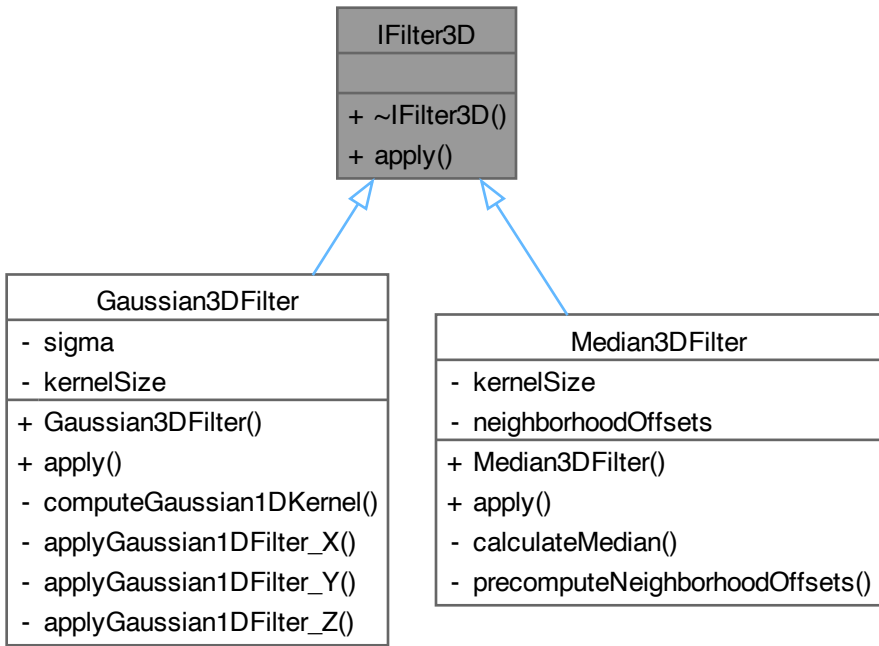 IFilter3D
+ ~IFilter3D()
+ apply()
Gaussian3DFilter
- sigma
- kernelSize
+ Gaussian3DFilter()
+ apply()
- computeGaussian1DKernel()
- applyGaussian1DFilter_X()
- applyGaussian1DFilter_Y()
- applyGaussian1DFilter_Z()
Median3DFilter
- kernelSize
- neighborhoodOffsets
+ Median3DFilter()
+ apply()
- calculateMedian()
- precomputeNeighborhoodOffsets()